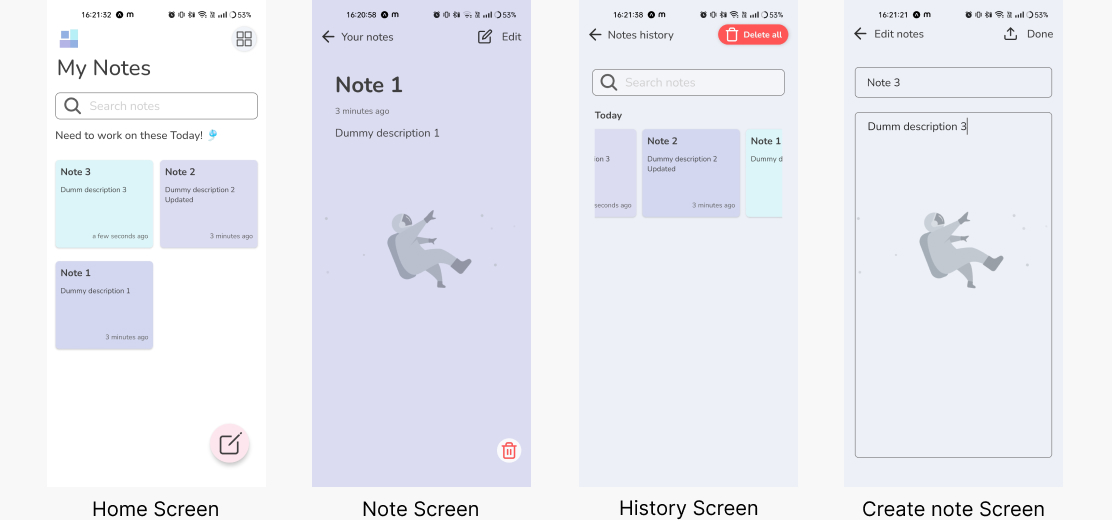 16:21:32 m 53%
My Notes
Search notes
Need to work on these Today!
Note 3
Dumm description 3
a few seconds ago
Note 2
Dummy description 2
Updated
3 minutes ago
Note 1
Dummy description 1
3 minutes ago
Home Screen
16:20:58 m 53%
Your notes Edit
Note 1
3 minutes ago
Dummy description 1
Note Screen
16:21:38 m 53%
Notes history Delete all
Search notes
Today
ion 3
seconds ago
Note 2
Dummy description 2
Updated
3 minutes ago
Note 1
Dummy d
History Screen
16:21:21 m 53%
Edit notes Done
Note 3
Dumm description 3
Create note Screen